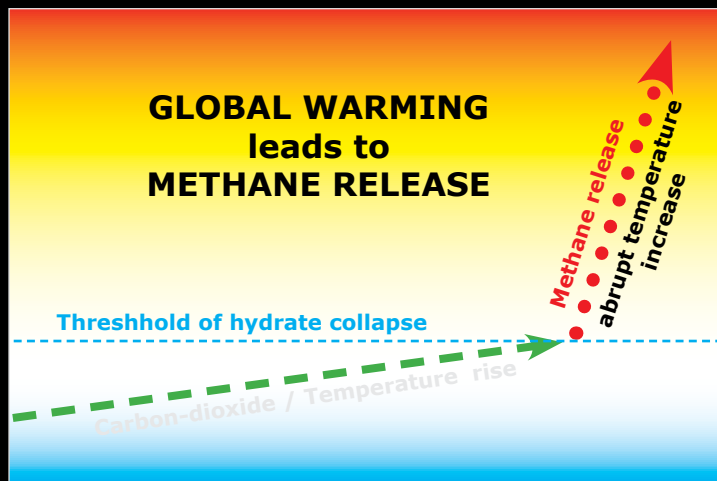 GLOBAL WARMING
leads to
METHANE RELEASE
Methane release
abrupt temperature
increase
Threshhold of hydrate collapse
Carbon-dioxide / Temperature rise